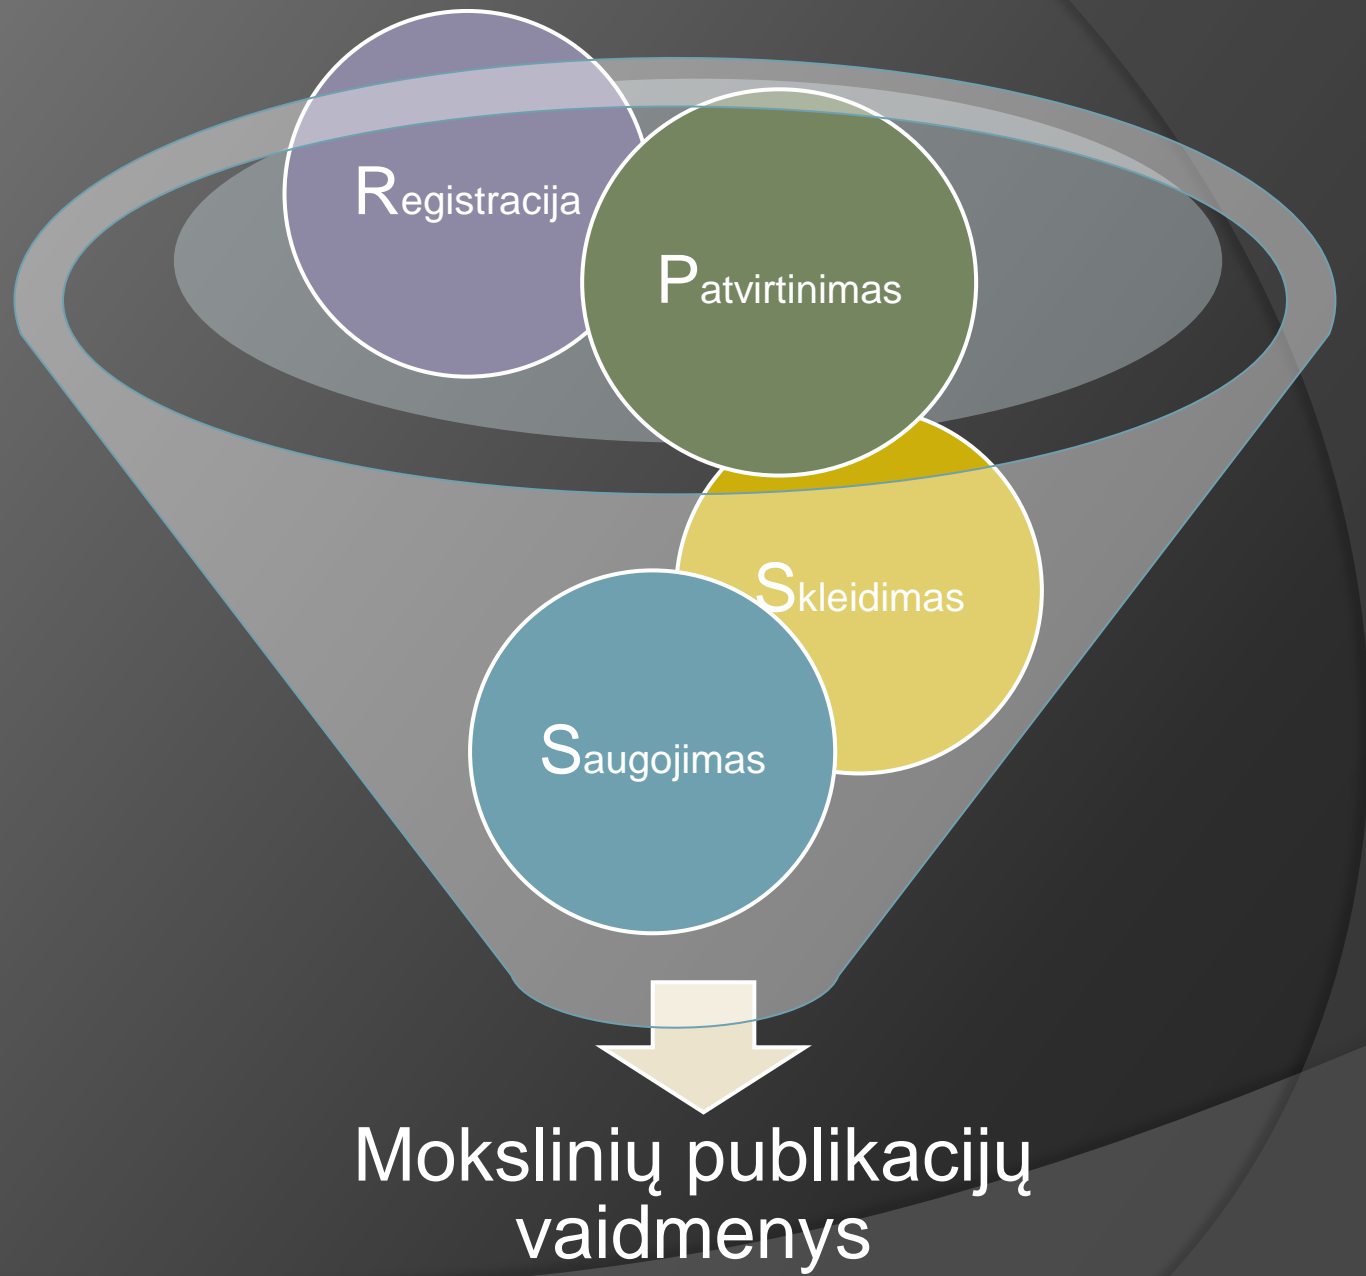 Registracija
Patvirtinimas
Skleidimas
Saugojimas
Mokslinių publikacijų
vaidmenys